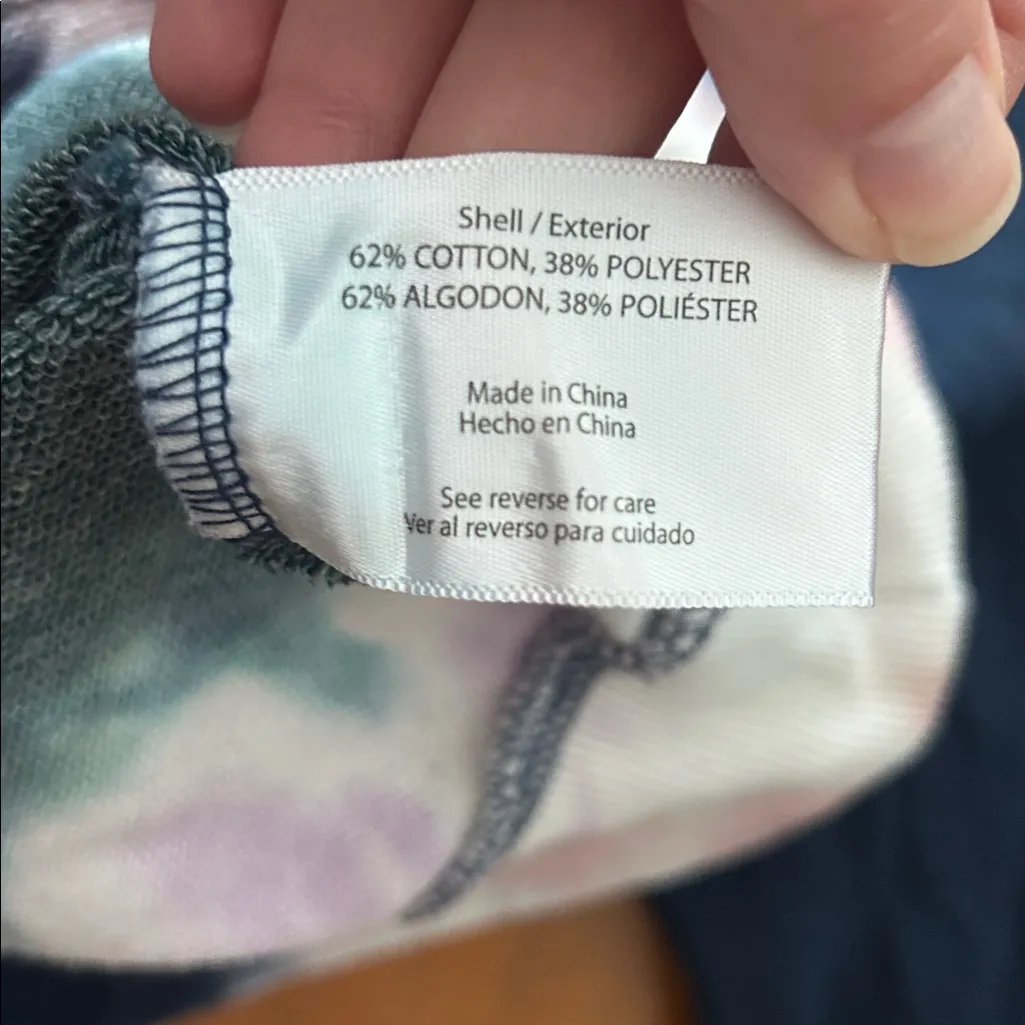 Shell / Exterior
62% COTTON, 38% POLYESTER
62% ALGODON, 38% POLIÉSTER
Made in China
Hecho en China
See reverse for care
Ver al reverso para cuidado